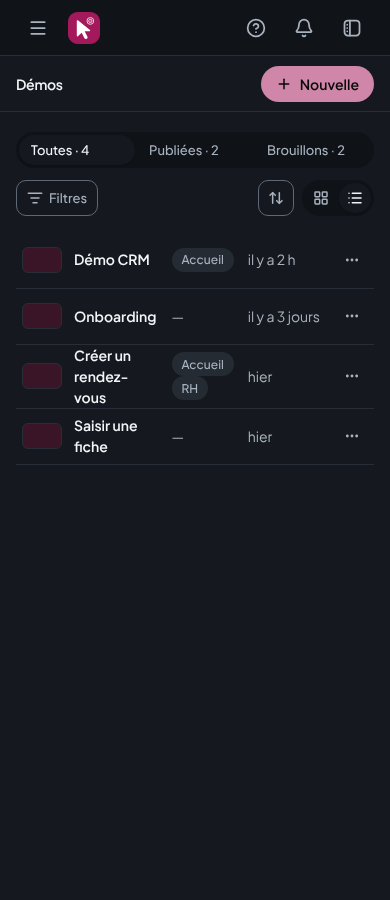 Démos
Nouvelle
Toutes · 4
Publiées · 2
Brouillons · 2
Filtres
Démo CRM
Accueil
il y a 2 h
Onboarding
—
il y a 3 jours
Créer un
rendez-
vous
Accueil
RH
hier
Saisir une
fiche
—
hier